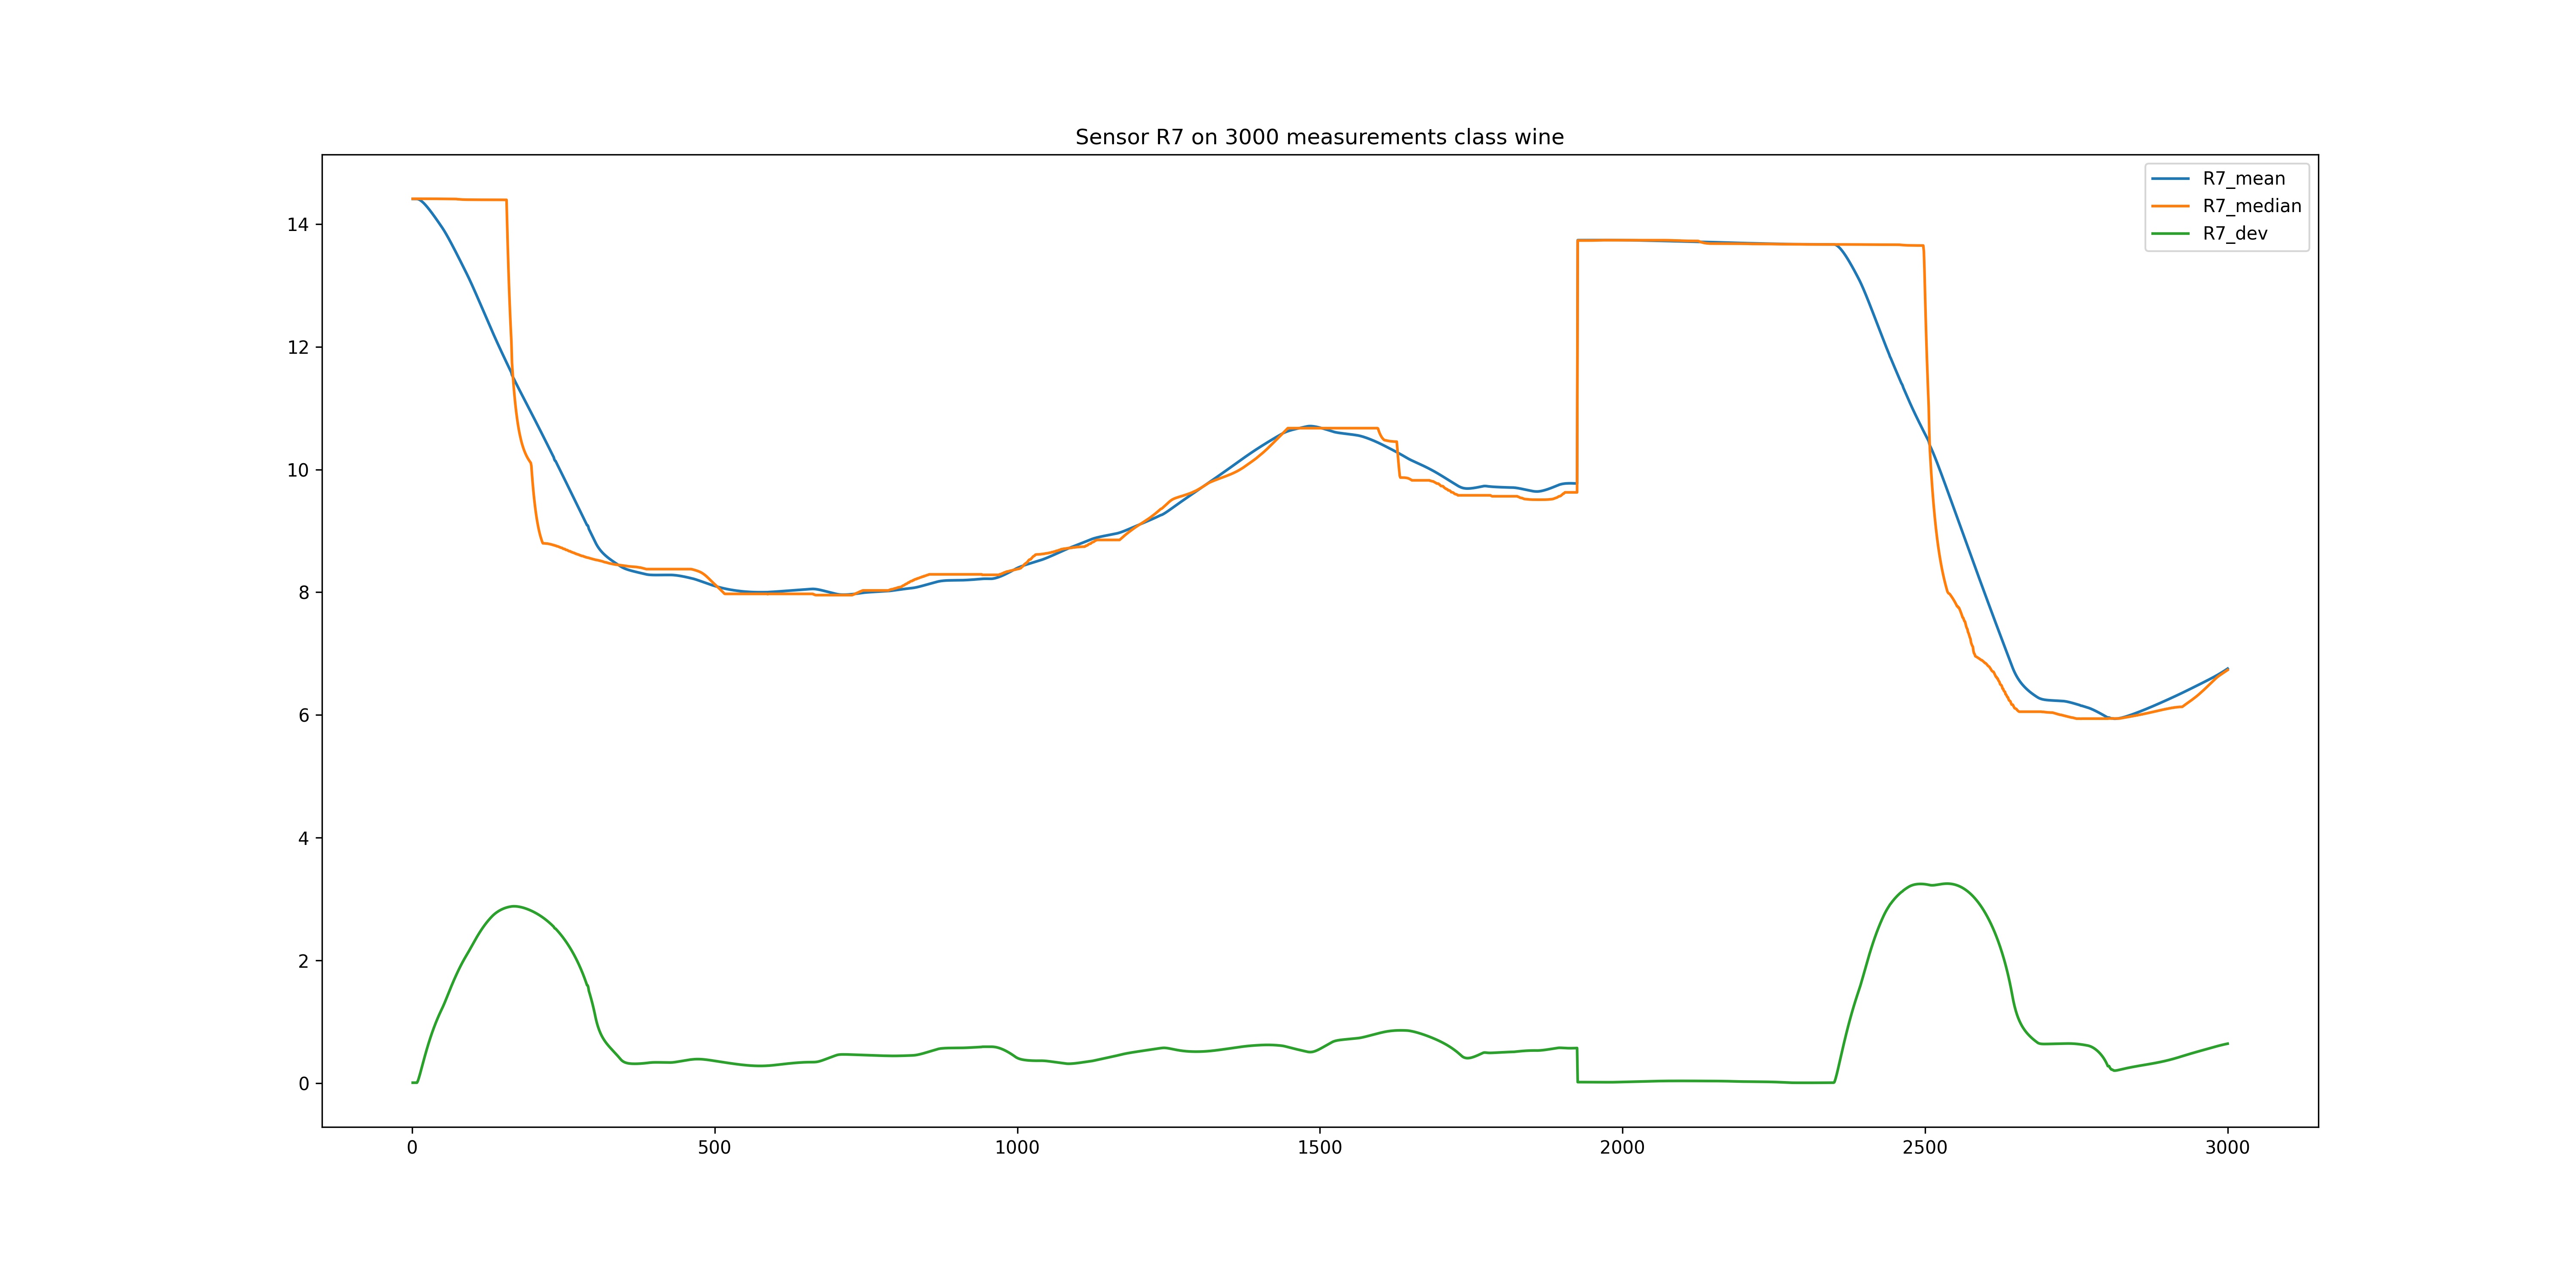 Sensor R7 on 3000 measurements class wine
R7_mean
R7_median
R7_dev
14
12
10
8
6
4
2
0
0 500 1000 1500 2000 2500 3000